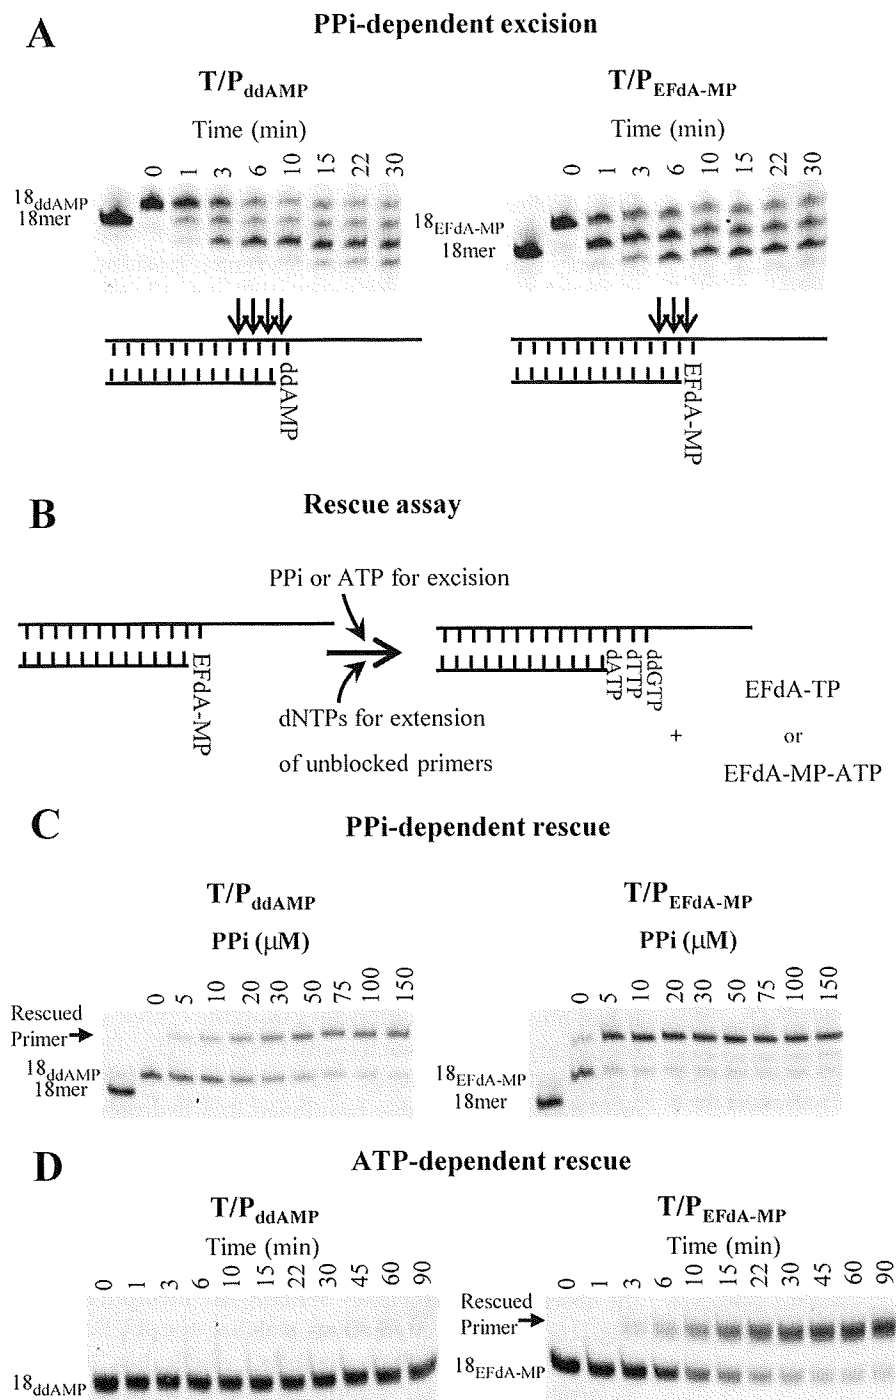 A
PPi-dependent excision
T/PddAMP
Time (min)
0 1 3 6 10 15 22 30
18ddAMP
18mer
ddAMP
T/PEFdA-MP
Time (min)
0 1 3 6 10 15 22 30
18EFdA-MP
18mer
EFdA-MP
B
Rescue assay
PPi or ATP for excision
EFdA-MP
dNTPs for extension
of unblocked primers
dATP
dTTP
ddGTP
+
EFdA-TP
or
EFdA-MP-ATP
C
PPi-dependent rescue
T/PddAMP
PPi (μM)
0 5 10 20 30 50 75 100 150
Rescued
Primer
18ddAMP
18mer
T/PEFdA-MP
PPi (μM)
0 5 10 20 30 50 75 100 150
18EFdA-MP
18mer
D
ATP-dependent rescue
T/PddAMP
Time (min)
0 1 3 6 10 15 22 30 45 60 90
18ddAMP
T/PEFdA-MP
Time (min)
0 1 3 6 10 15 22 30 45 60 90
Rescued
Primer
18EFdA-MP